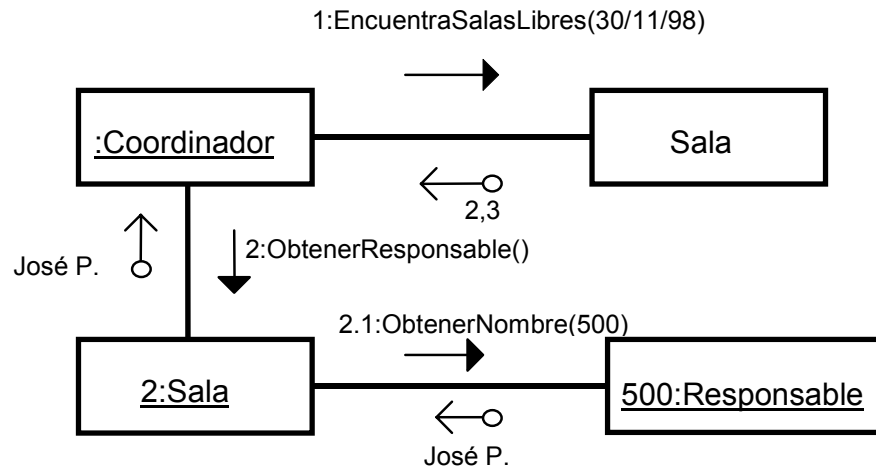 1:EncuentraSalasLibres(30/11/98)
:Coordinador
Sala
2,3
2:ObtenerResponsable()
José P.
2.1:ObtenerNombre(500)
2:Sala
500:Responsable
José P.